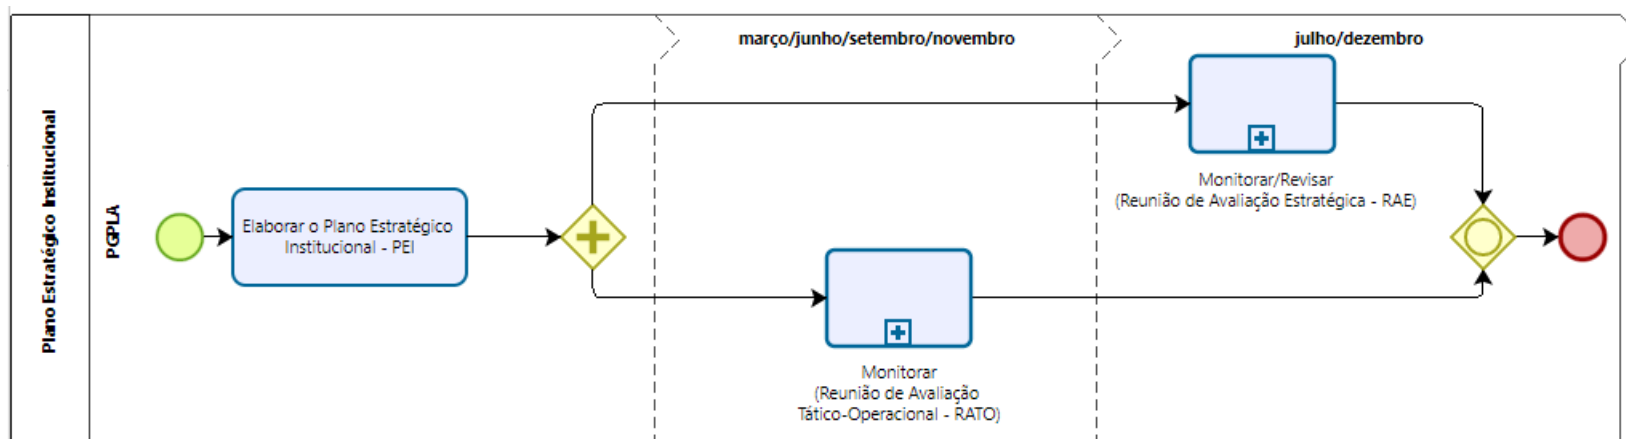 março/junho/setembro/novembro
julho/dezembro
Plano Estratégico Institucional
PGPLA
Elaborar o Plano Estratégico
Institucional - PEI
Monitorar/Revisar
(Reunião de Avaliação Estratégica - RAE)
Monitorar
(Reunião de Avaliação
Tático-Operacional - RATO)